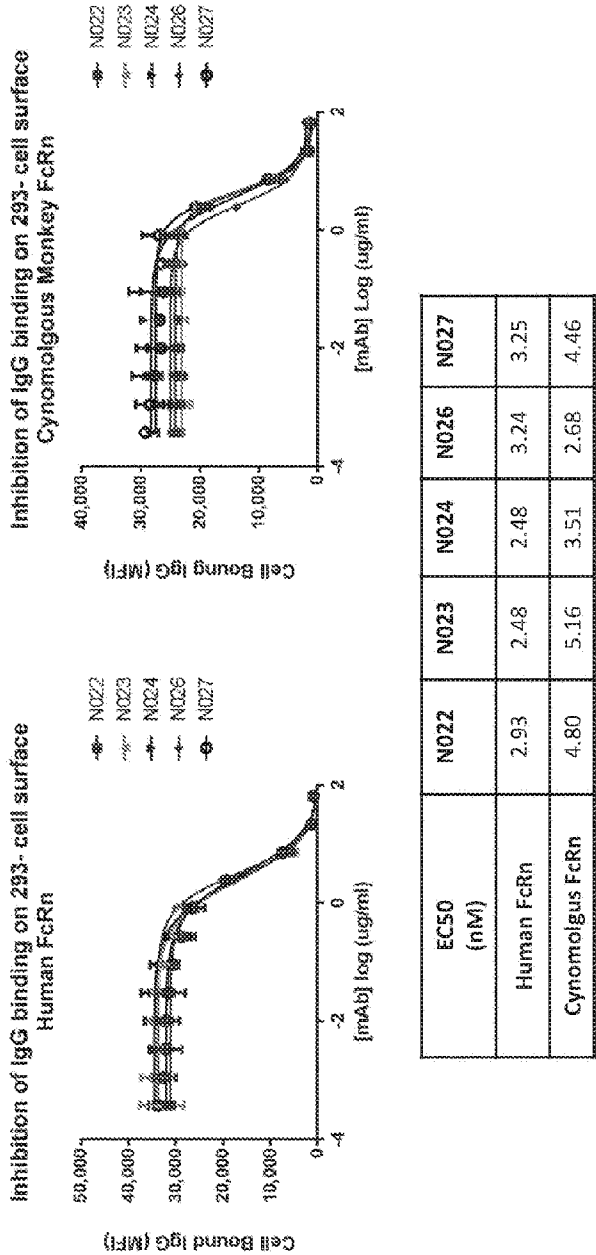 Inhibition of IgG binding on 293- cell surface
Human FcRn
Cell Bound IgG (MFI)
50,000
40,000
30,000
20,000
10,000
0
-4
-2
0
2
[mAb] log (ug/ml)
N022
N023
N024
N026
N027
Inhibition of IgG binding on 293- cell surface
Cynomolgous Monkey FcRn
Cell Bound IgG (MFI)
40,000
30,000
20,000
10,000
0
-4
-2
0
2
[mAb] Log (ug/ml)
N022
N023
N024
N026
N027
EC50 (nM) N022 N023 N024 N026 N027
Human FcRn 2.93 2.48 2.48 3.24 3.25
Cynomolgus FcRn 4.80 5.16 3.51 2.68 4.46